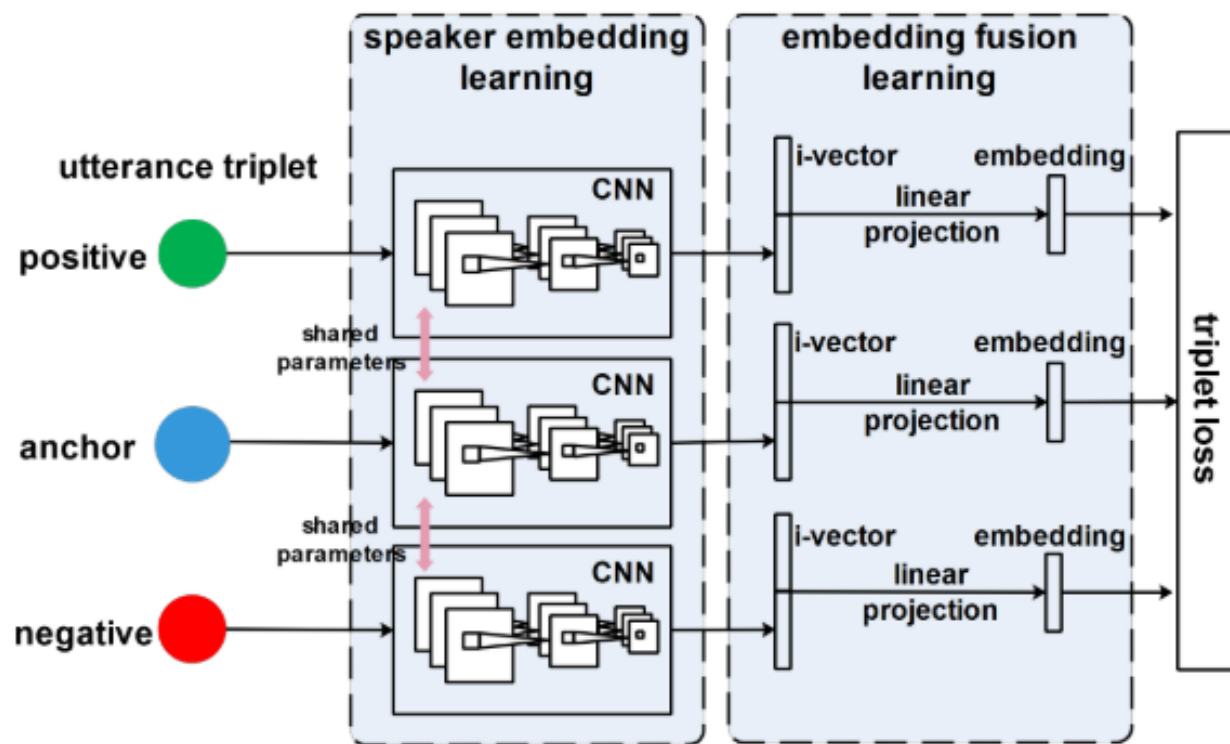 speaker embedding
learning
embedding fusion
learning
utterance triplet
positive
CNN
i-vector
embedding
linear
projection
shared
parameters
anchor
CNN
i-vector
embedding
linear
projection
shared
parameters
negative
CNN
i-vector
embedding
linear
projection
triplet loss